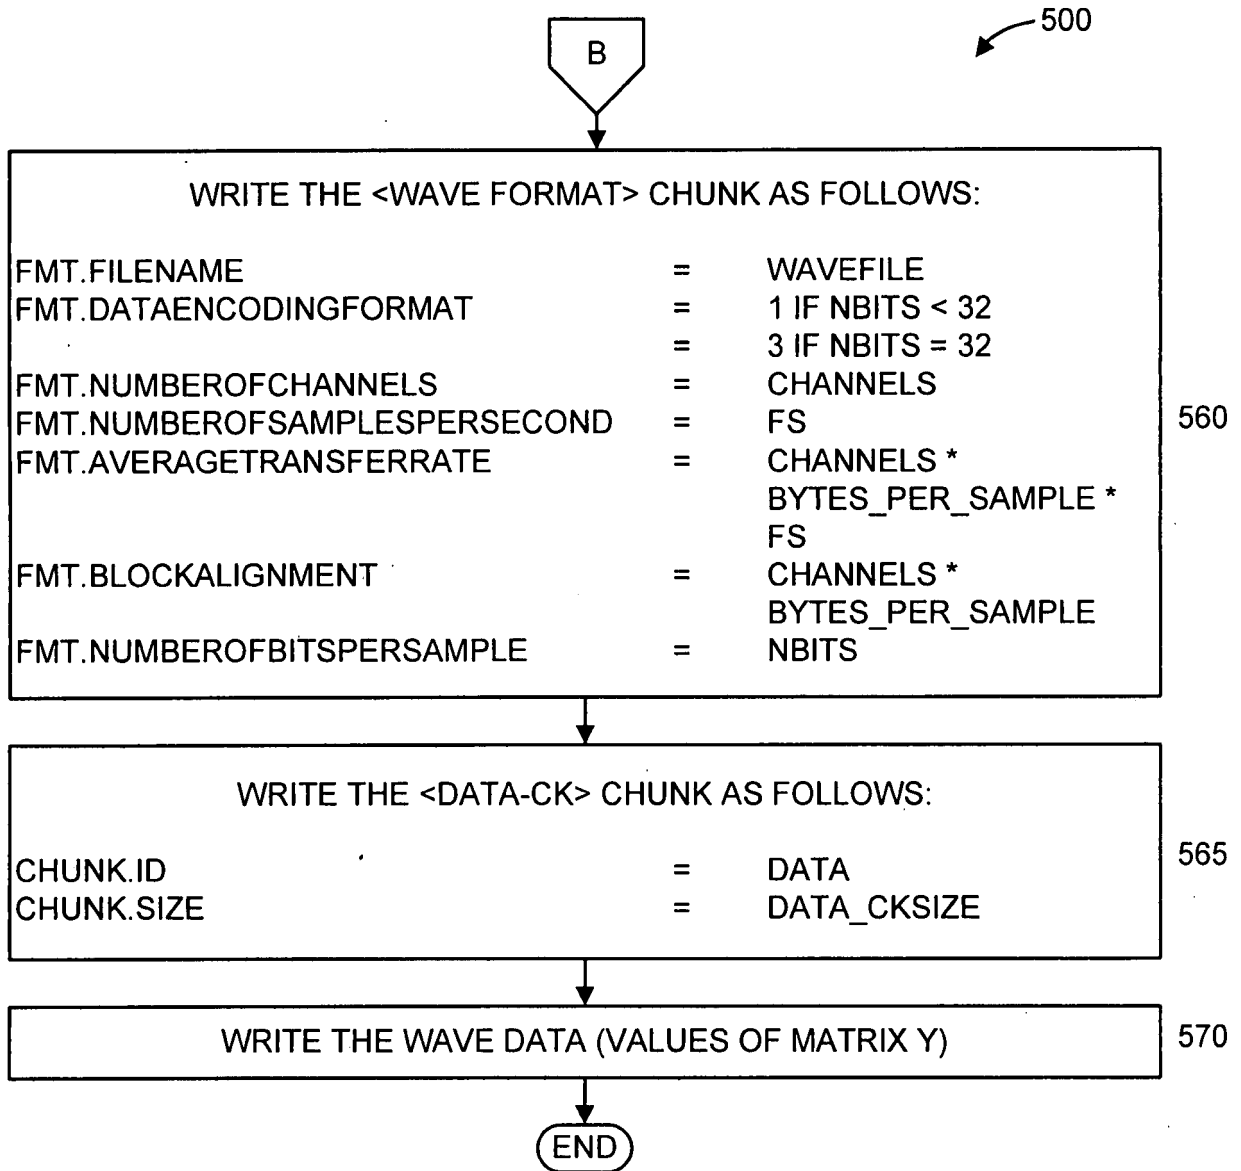 500
B
WRITE THE <WAVE FORMAT> CHUNK AS FOLLOWS:
FMT.FILENAME = WAVEFILE
FMT.DATAENCODINGFORMAT = 1 IF NBITS < 32
= 3 IF NBITS = 32
FMT.NUMBEROFCHANNELS = CHANNELS
FMT.NUMBEROFSAMPLESPERSECOND = FS
560
FMT.AVERAGETRANSFERRATE = CHANNELS *
BYTES_PER_SAMPLE *
FS
FMT.BLOCKALIGNMENT = CHANNELS *
BYTES_PER_SAMPLE
FMT.NUMBEROFBITSPERSAMPLE = NBITS
WRITE THE <DATA-CK> CHUNK AS FOLLOWS:
565
CHUNK.ID = DATA
CHUNK.SIZE = DATA_CKSIZE
WRITE THE WAVE DATA (VALUES OF MATRIX Y)
570
END